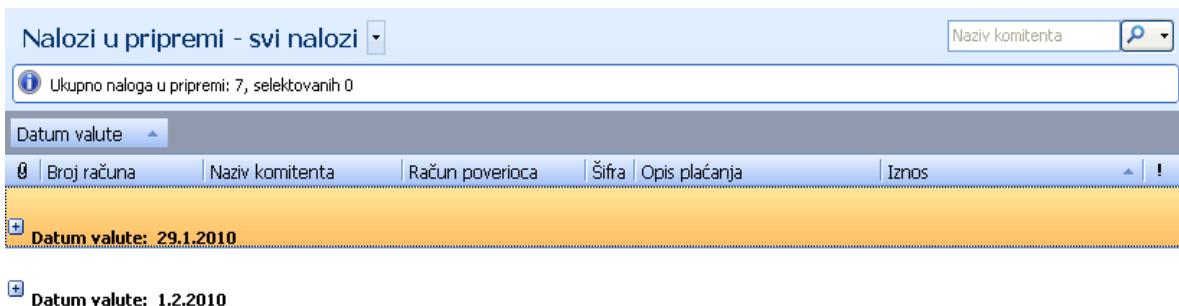 Nalozi u pripremi - svi nalozi
Naziv komitenta
Ukupno naloga u pripremi: 7, selektovanih 0
Datum valute
Broj računa Naziv komitenta Račun poverioca Šifra Opis plaćanja Iznos !
Datum valute: 29.1.2010
Datum valute: 1.2.2010